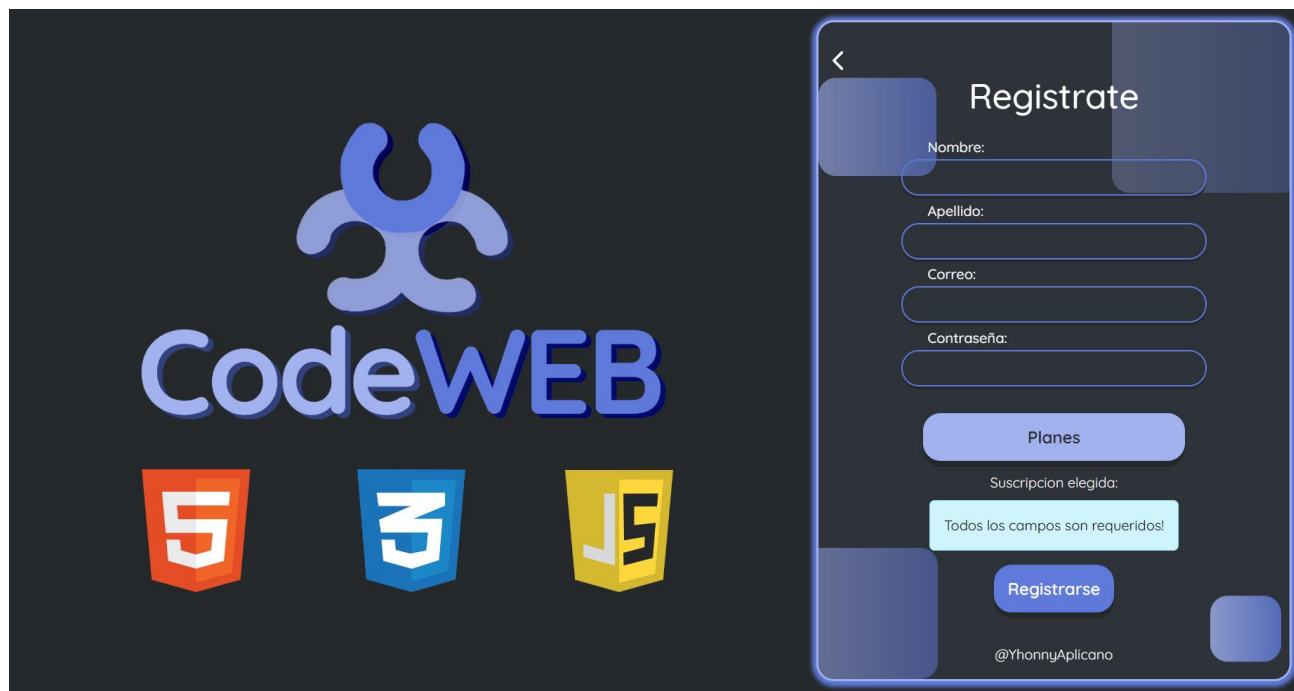 CodeWEB
5
3
JS
Registrate
Nombre:
Apellido:
Correo:
Contraseña:
Planes
Suscripcion elegida:
Todos los campos son requeridos!
Registrarse
@YhonnyAplicano